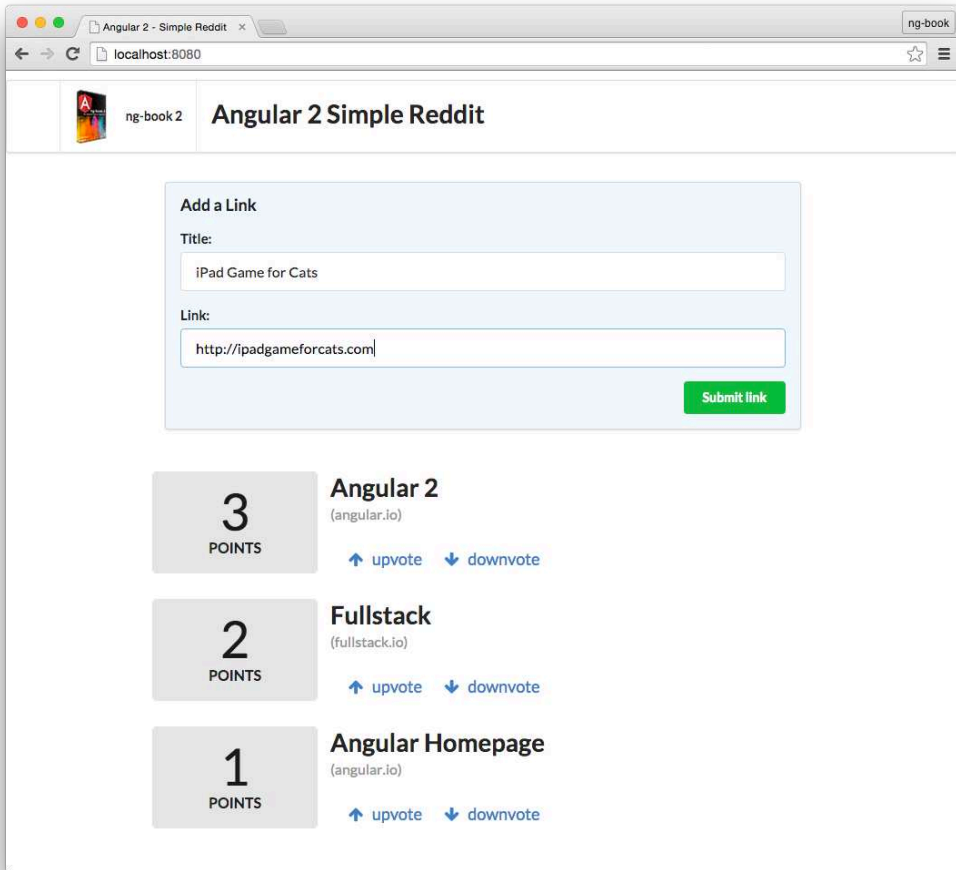 Angular 2 - Simple Reddit
ng-book
localhost:8080
ng-book 2
Angular 2 Simple Reddit
Add a Link
Title:
iPad Game for Cats
Link:
http://ipadgameforcats.com
Submit link
3
POINTS
Angular 2
(angular.io)
upvote downvote
2
POINTS
Fullstack
(fullstack.io)
upvote downvote
1
POINTS
Angular Homepage
(angular.io)
upvote downvote